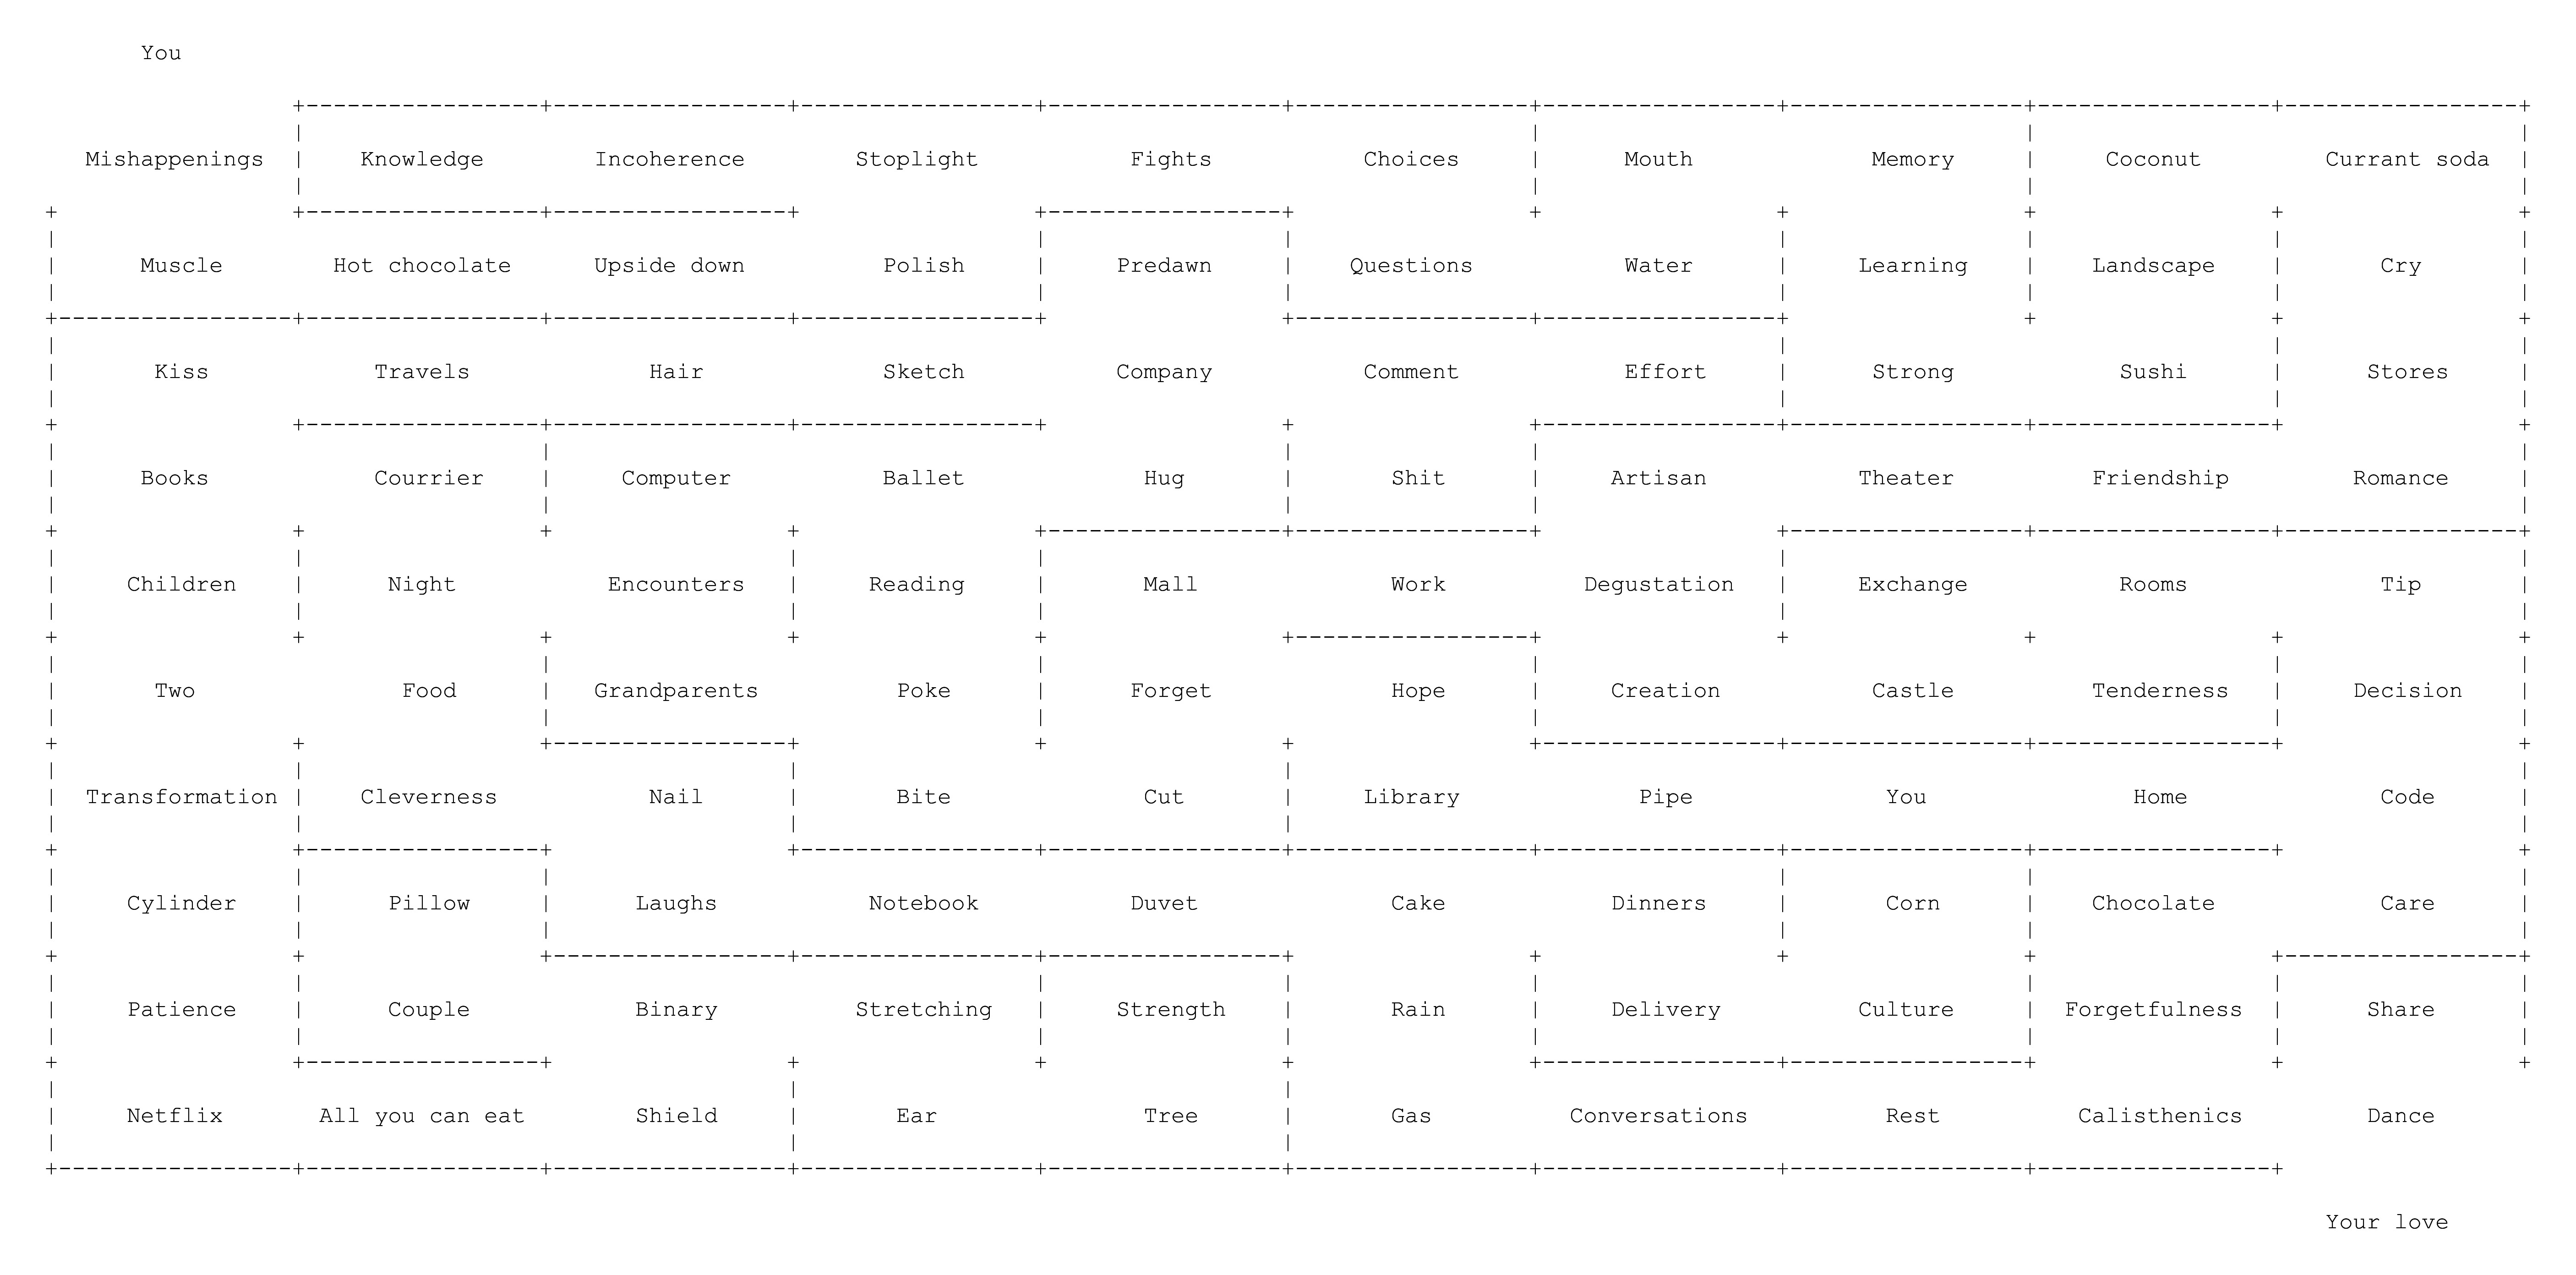 You
Mishappenings Knowledge Incoherence Stoplight Fights Choices Mouth Memory Coconut Currant soda
Muscle Hot chocolate Upside down Polish Predawn Questions Water Learning Landscape Cry
Kiss Travels Hair Sketch Company Comment Effort Strong Sushi Stores
Books Courrier Computer Ballet Hug Shit Artisan Theater Friendship Romance
Children Night Encounters Reading Mall Work Degustation Exchange Rooms Tip
Two Food Grandparents Poke Forget Hope Creation Castle Tenderness Decision
Transformation Cleverness Nail Bite Cut Library Pipe You Home Code
Cylinder Pillow Laughs Notebook Duvet Cake Dinners Corn Chocolate Care
Patience Couple Binary Stretching Strength Rain Delivery Culture Forgetfulness Share
Netflix All you can eat Shield Ear Tree Gas Conversations Rest Calisthenics Dance
Your love